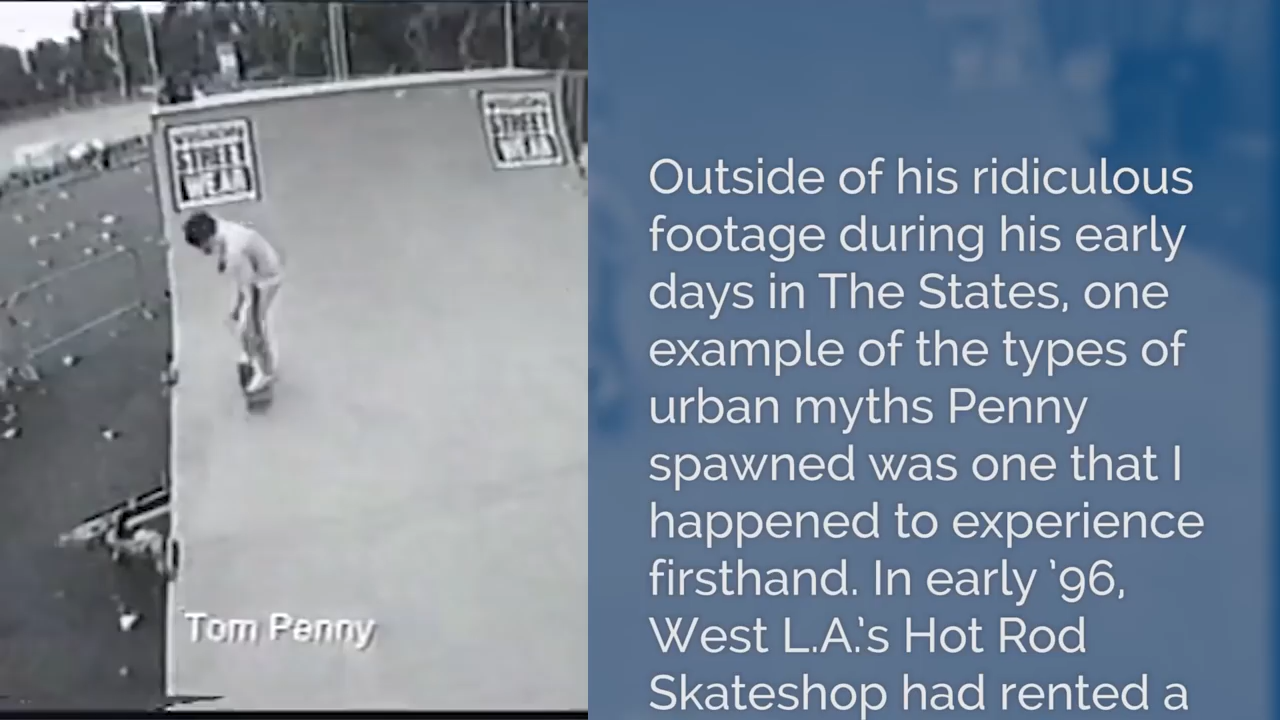 STREET
WEAR
STREET
WEAR
Tom Penny
Outside of his ridiculous
footage during his early
days in The States, one
example of the types of
urban myths Penny
spawned was one that I
happened to experience
firsthand. In early ’96,
West L.A.’s Hot Rod
Skateshop had rented a